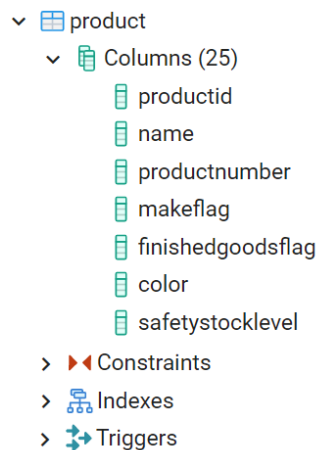 product
Columns (25)
productid
name
productnumber
makeflag
finishedgoodsflag
color
safetystocklevel
Constraints
Indexes
Triggers